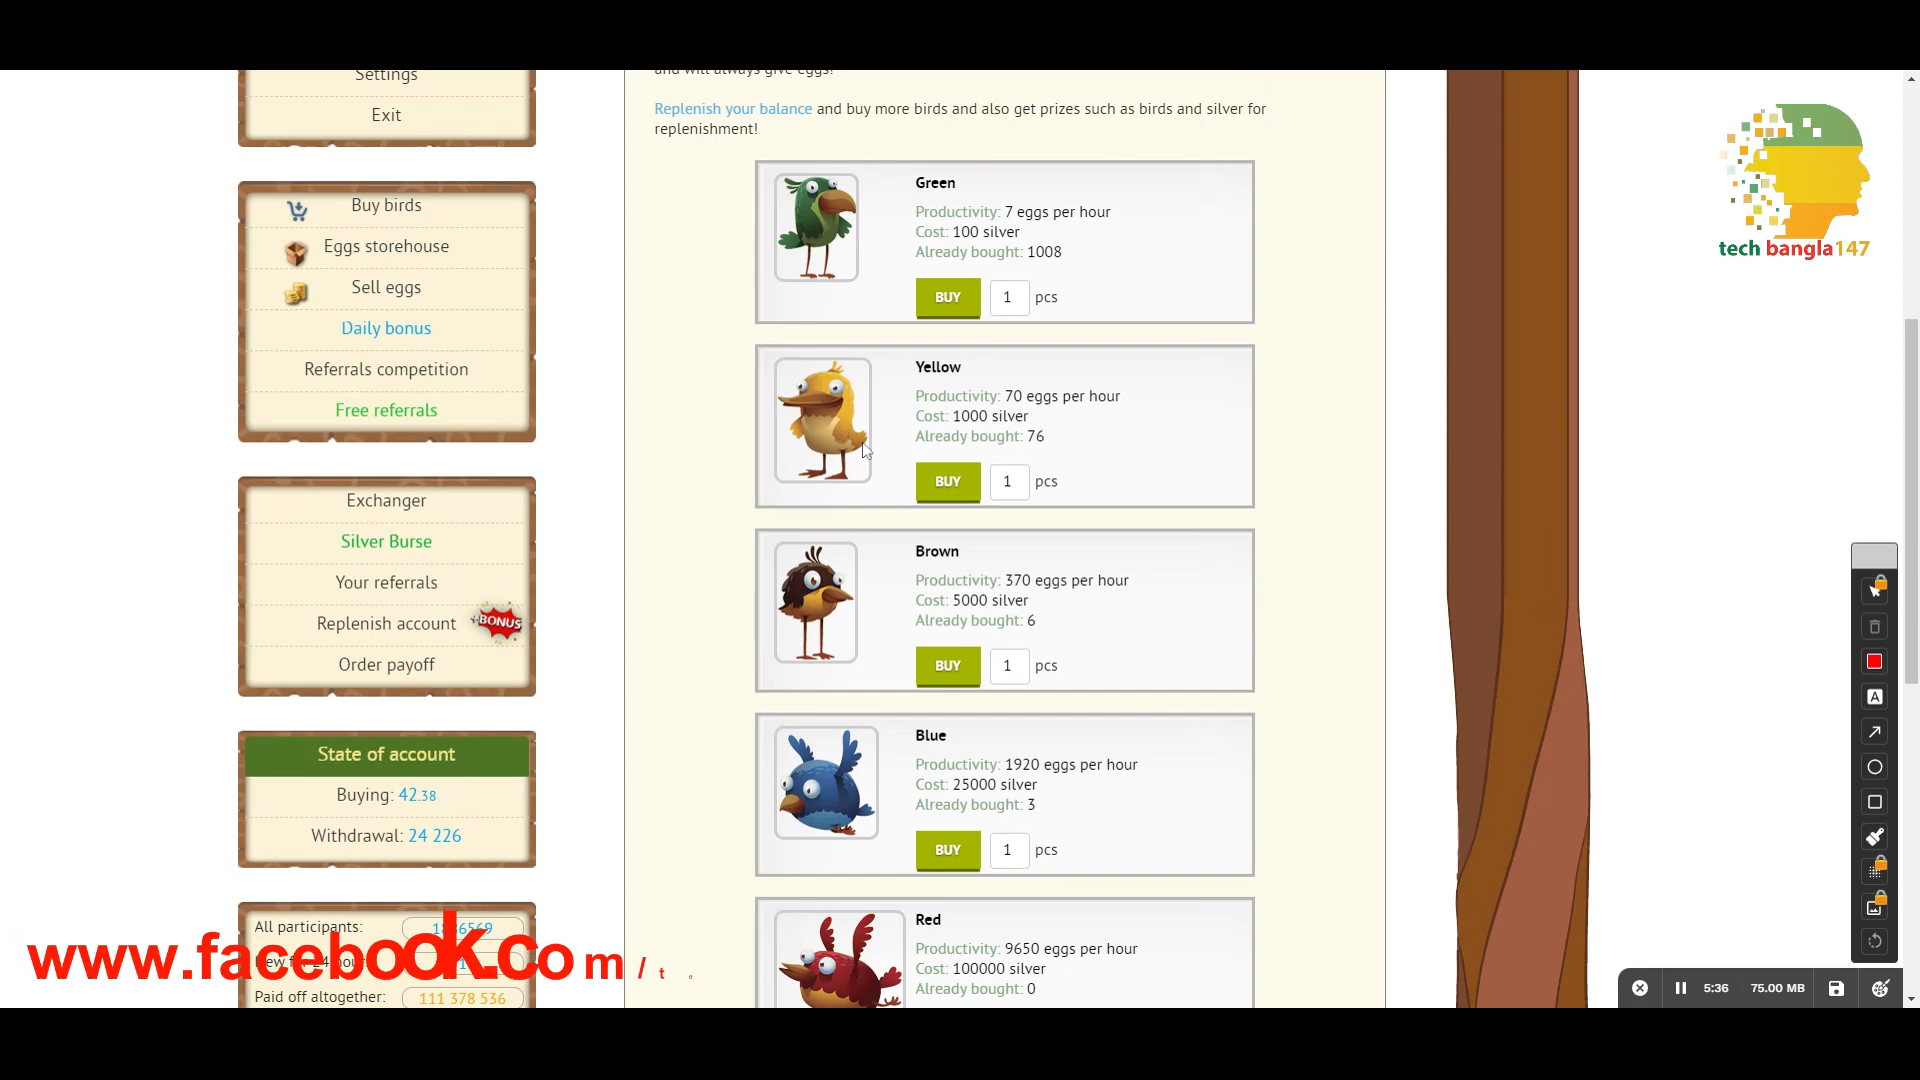 Settings
Exit
Buy birds
Eggs storehouse
Sell eggs
Daily bonus
Referrals competition
Free referrals
Exchanger
Silver Burse
Your referrals
Replenish account
BONUS
Order payoff
State of account
Buying: 42.38
Withdrawal: 24 226
All participants:
Paid off altogether: 111 378 536
and will always give eggs!
Replenish your balance and buy more birds and also get prizes such as birds and silver for
replenishment!
Green
Productivity: 7 eggs per hour
Cost: 100 silver
Already bought: 1008
BUY 1 pcs
Yellow
Productivity: 70 eggs per hour
Cost: 1000 silver
Already bought: 76
BUY 1 pcs
Brown
Productivity: 370 eggs per hour
Cost: 5000 silver
Already bought: 6
BUY 1 pcs
Blue
Productivity: 1920 eggs per hour
Cost: 25000 silver
Already bought: 3
BUY 1 pcs
Red
Productivity: 9650 eggs per hour
Cost: 100000 silver
Already bought: 0
tech bangla147
A
www.facebook.com/te
5:36 75.00 MB